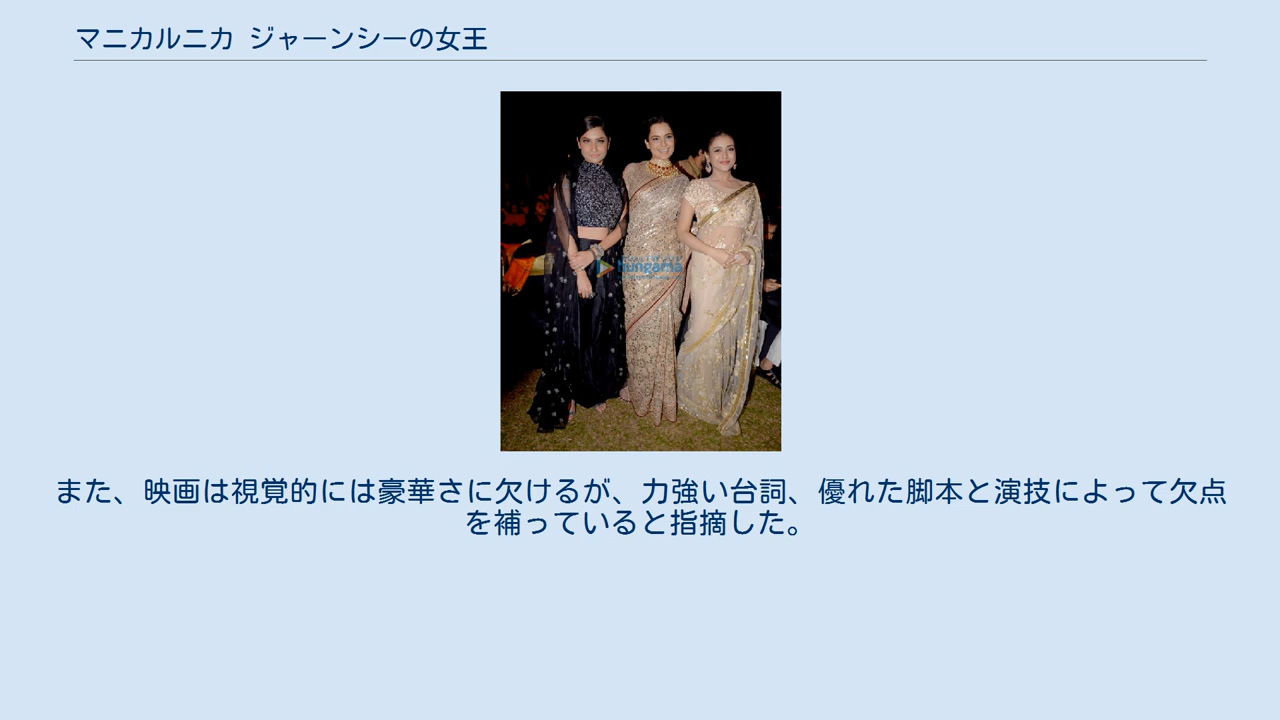 マニカルニカ ジャーンシーの女王
hungama
また、映画は視覚的には豪華さに欠けるが、力強い台詞、優れた脚本と演技によって欠点
を補っていると指摘した。